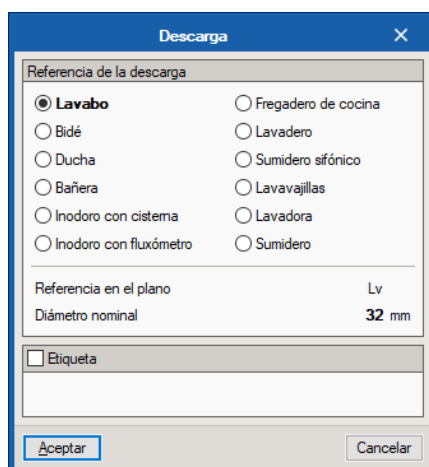 Descarga
Referencia de la descarga
Lavabo Fregadero de cocina
Bidé Lavadero
Ducha Sumidero sifónico
Bañera Lavavajillas
Inodoro con cisterna Lavadora
Inodoro con fluxómetro Sumidero
Referencia en el plano Lv
Diámetro nominal 32 mm
Etiqueta
Aceptar Cancelar